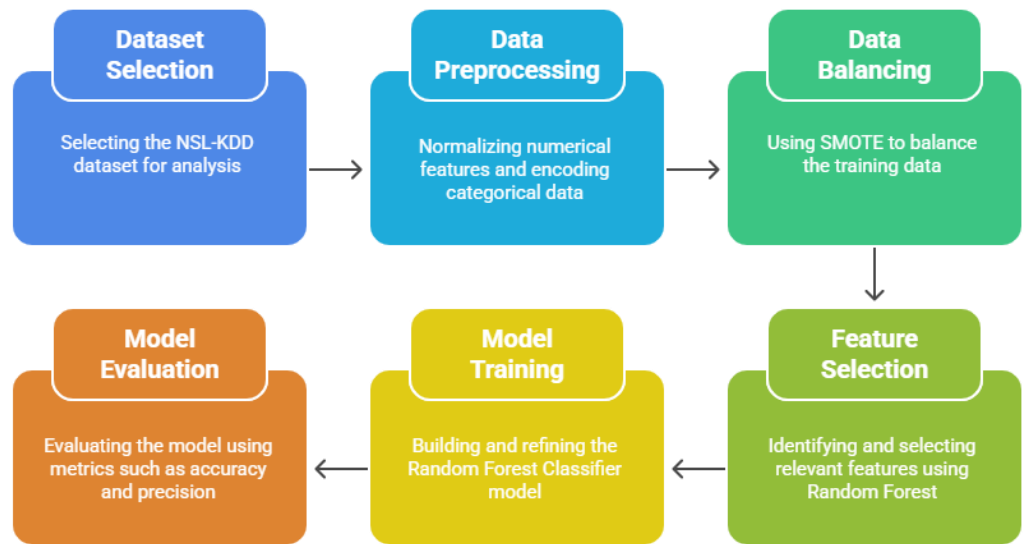 Dataset
Selection
Selecting the NSL-KDD
dataset for analysis
Data
Preprocessing
Normalizing numerical
features and encoding
categorical data
Data
Balancing
Using SMOTE to balance
the training data
Feature
Selection
Identifying and selecting
relevant features using
Random Forest
Model
Training
Building and refining the
Random Forest Classifier
model
Model
Evaluation
Evaluating the model using
metrics such as accuracy
and precision